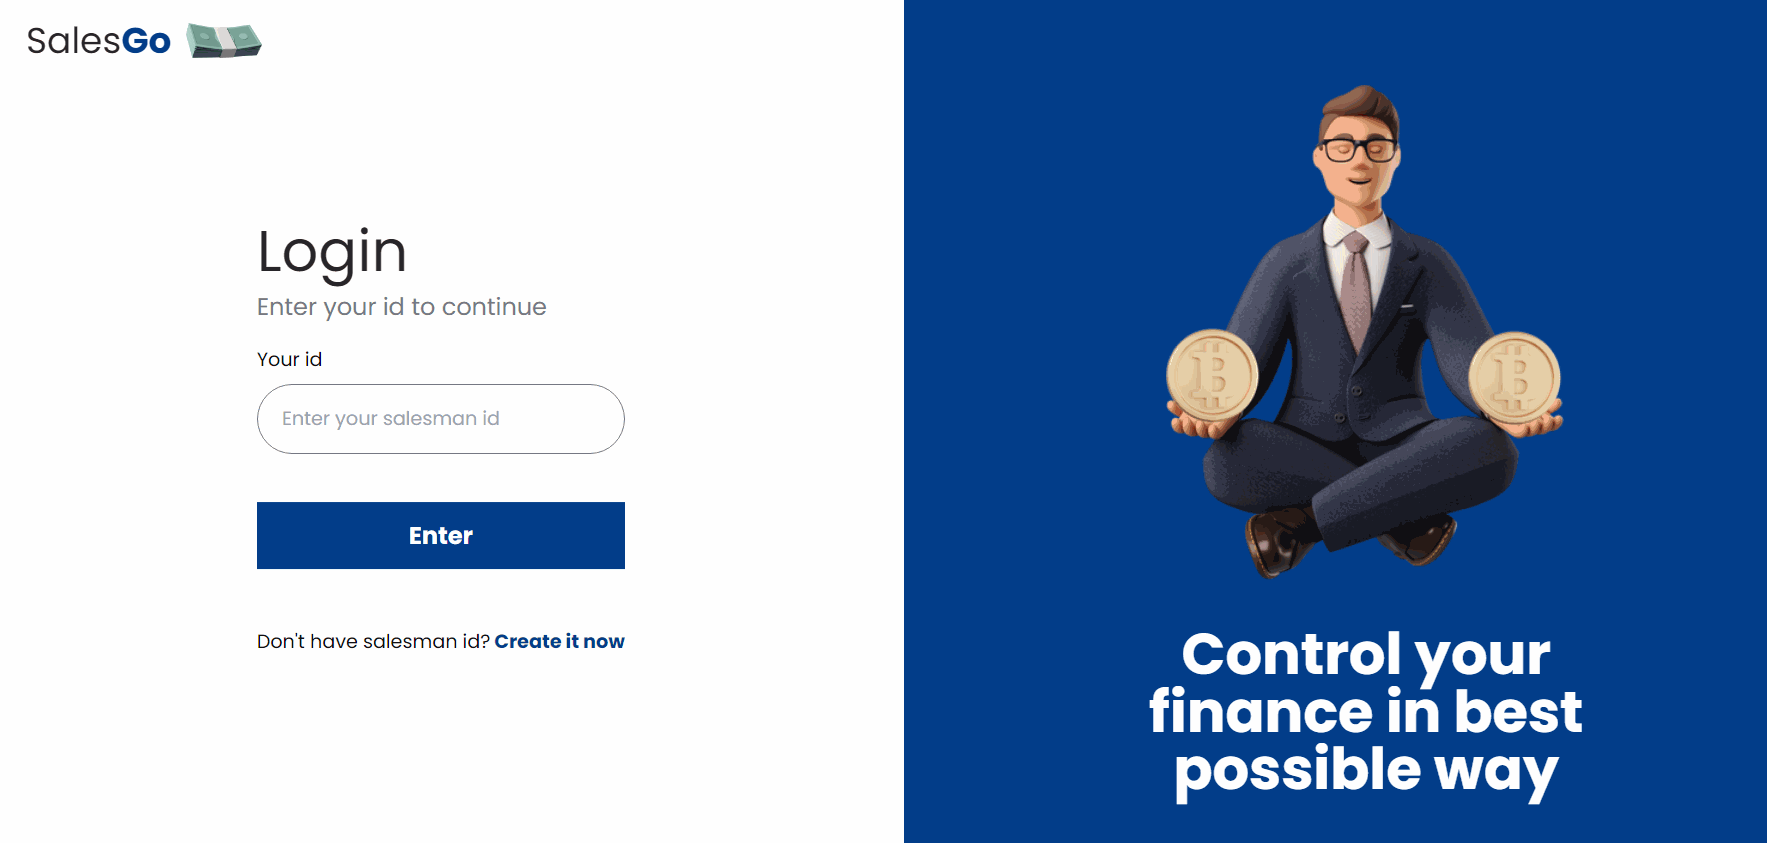 SalesGo
Login
Enter your id to continue
Your id
Enter your salesman id
Enter
Don't have salesman id? Create it now
Control your
finance in best
possible way